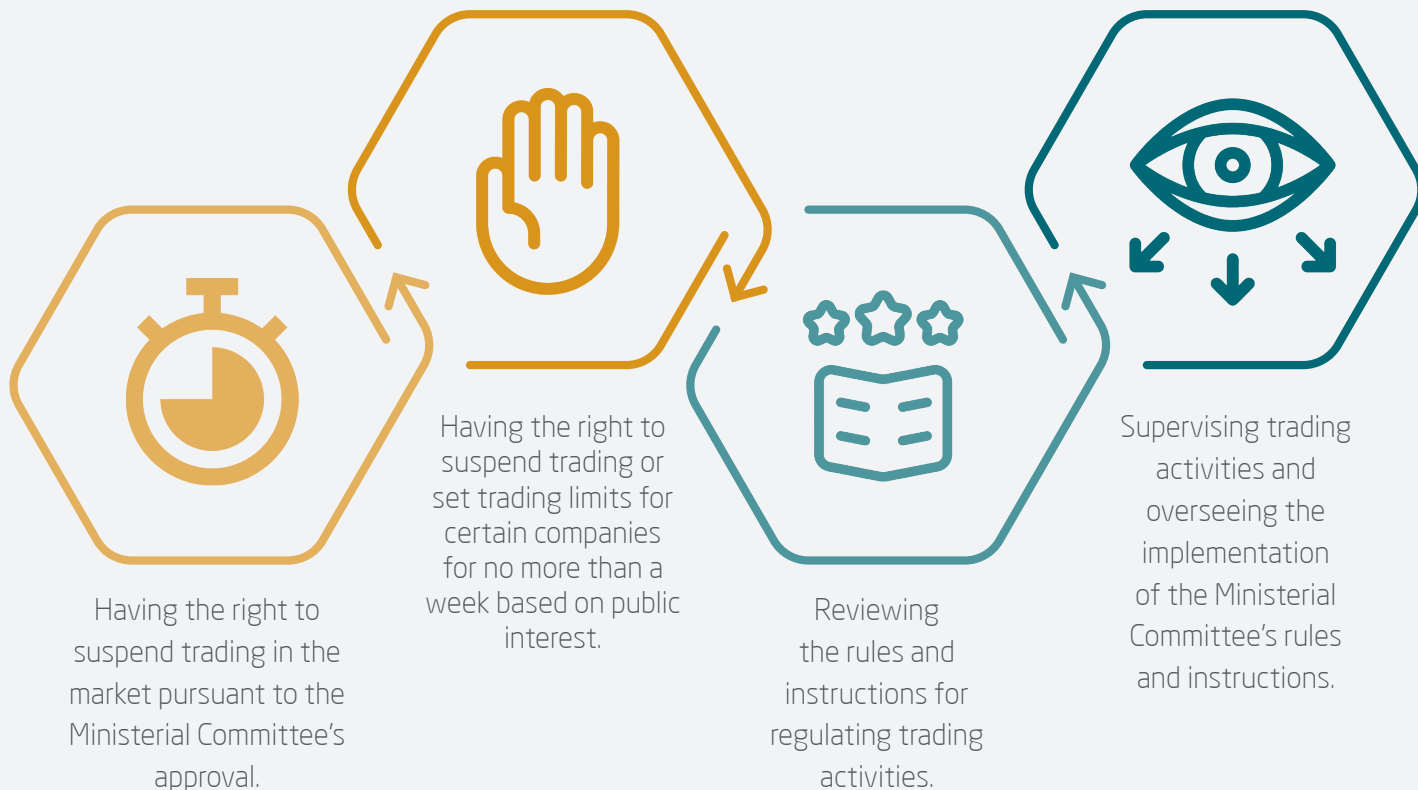 Having the right to
suspend trading in the
market pursuant to the
Ministerial Committee’s
approval.
Having the right to
suspend trading or
set trading limits for
certain companies
for no more than a
week based on public
interest.
Reviewing
the rules and
instructions for
regulating trading
activities.
Supervising trading
activities and
overseeing the
implementation
of the Ministerial
Committee’s rules
and instructions.